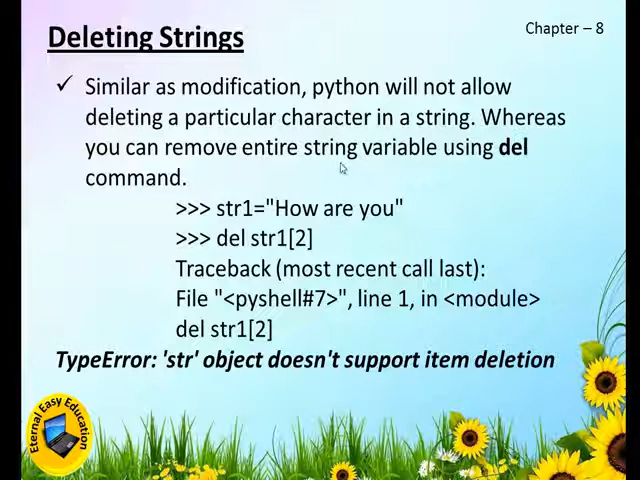 Deleting Strings
Chapter – 8
✓ Similar as modification, python will not allow
deleting a particular character in a string. Whereas
you can remove entire string variable using del
command.
>>> str1="How are you"
>>> del str1[2]
Traceback (most recent call last):
File "<pyshell#7>", line 1, in <module>
del str1[2]
TypeError: 'str' object doesn't support item deletion
Eternal Easy Education